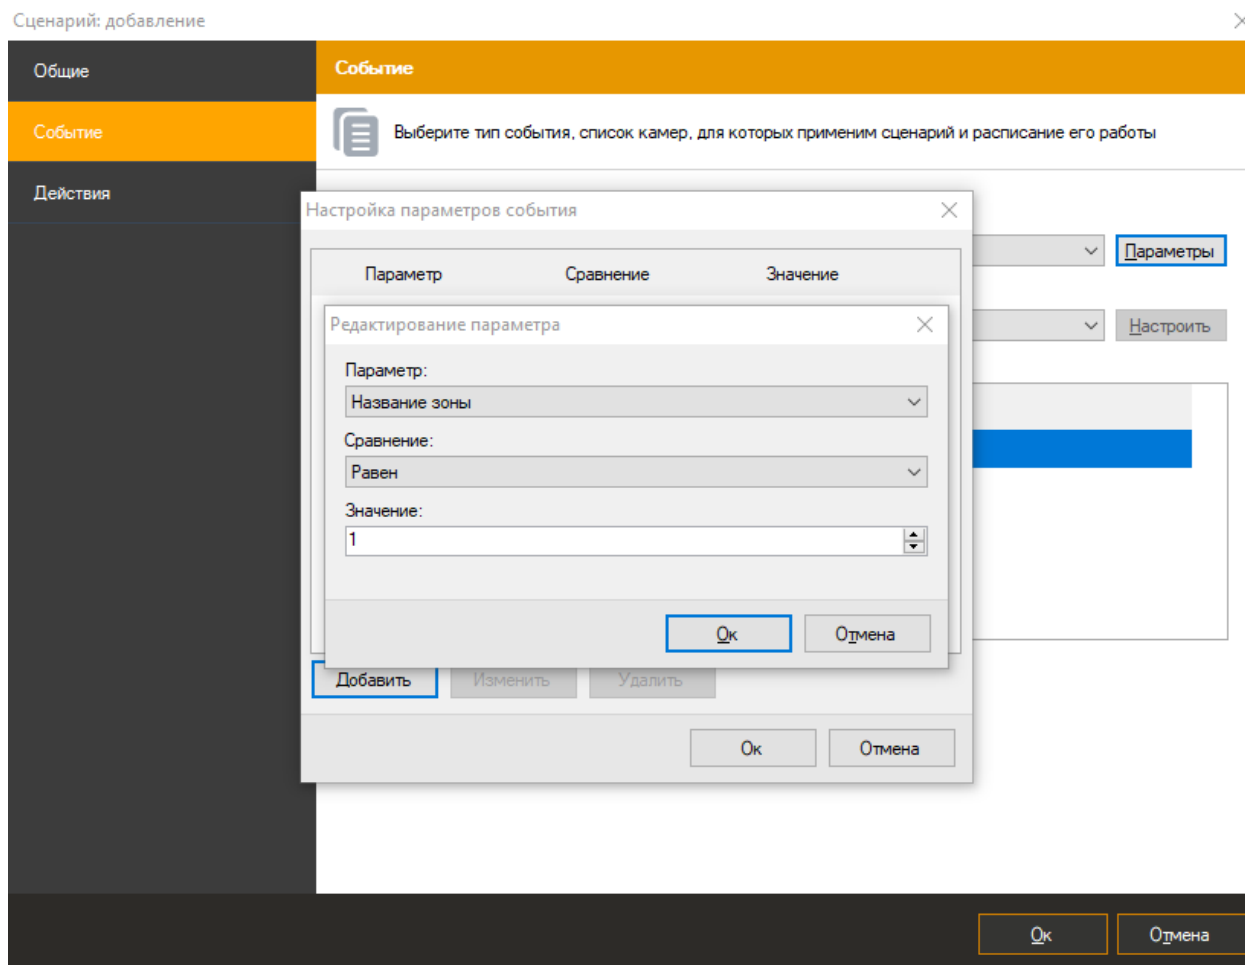 Сценарий: добавление
Общие
Событие
Действия
Событие
Выберите тип события, список камер, для которых применим сценарий и расписание его работы
Параметры
Настроить
Настройка параметров события
Параметр Сравнение Значение
Редактирование параметра
Параметр:
Название зоны
Сравнение:
Равен
Значение:
1
Ок Отмена
Добавить Изменить Удалить
Ок Отмена
Ок Отмена